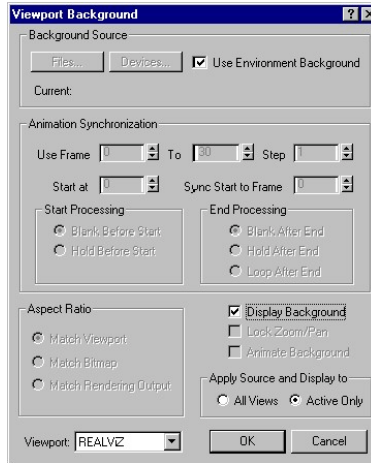 Viewport Background
Background Source
Files... Devices... Use Environment Background
Current:
Animation Synchronization
Use Frame 0 To 30 Step 1
Start at 0 Sync Start to Frame 0
Start Processing
Blank Before Start
Hold Before Start
End Processing
Blank After End
Hold After End
Loop After End
Aspect Ratio
Match Viewport
Match Bitmap
Match Rendering Output
Display Background
Lock Zoom/Pan
Animate Background
Apply Source and Display to
All Views Active Only
Viewport: REALVIZ OK Cancel